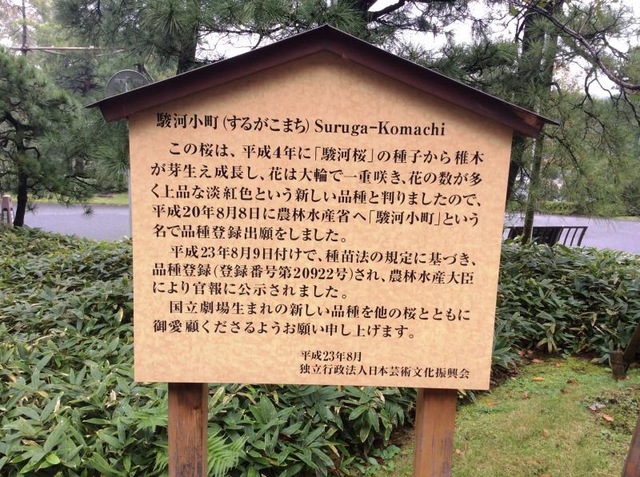 駿河小町(するがこまち) Suruga-Komachi
この桜は、平成4年に「駿河桜」の種子から稚木
が芽生え成長し、花は大輪で一重咲き、花の数が多
く上品な淡紅色という新しい品種と判りましたので、
平成20年8月8日に農林水産省へ「駿河小町」という
名で品種登録出願をしました。
平成23年8月9日付けで、種苗法の規定に基づき、
品種登録(登録番号第20922号)され、農林水産大臣
により官報に公示されました。
国立劇場生まれの新しい品種を他の桜とともに
御愛顧くださるようお願い申し上げます。
平成23年8月
独立行政法人日本芸術文化振興会